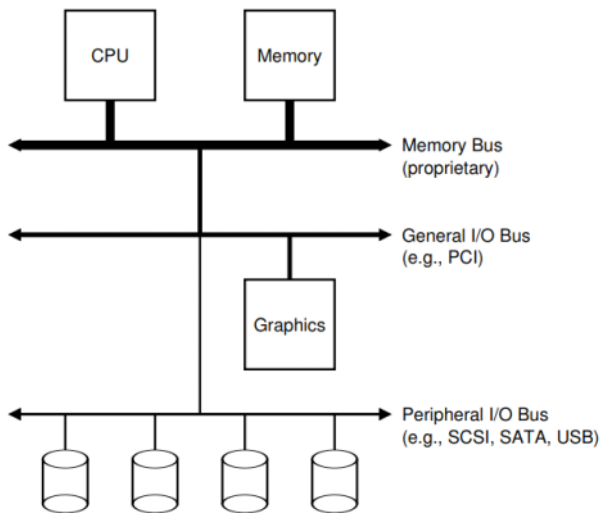 CPU
Memory
Memory Bus
(proprietary)
General I/O Bus
(e.g., PCI)
Graphics
Peripheral I/O Bus
(e.g., SCSI, SATA, USB)